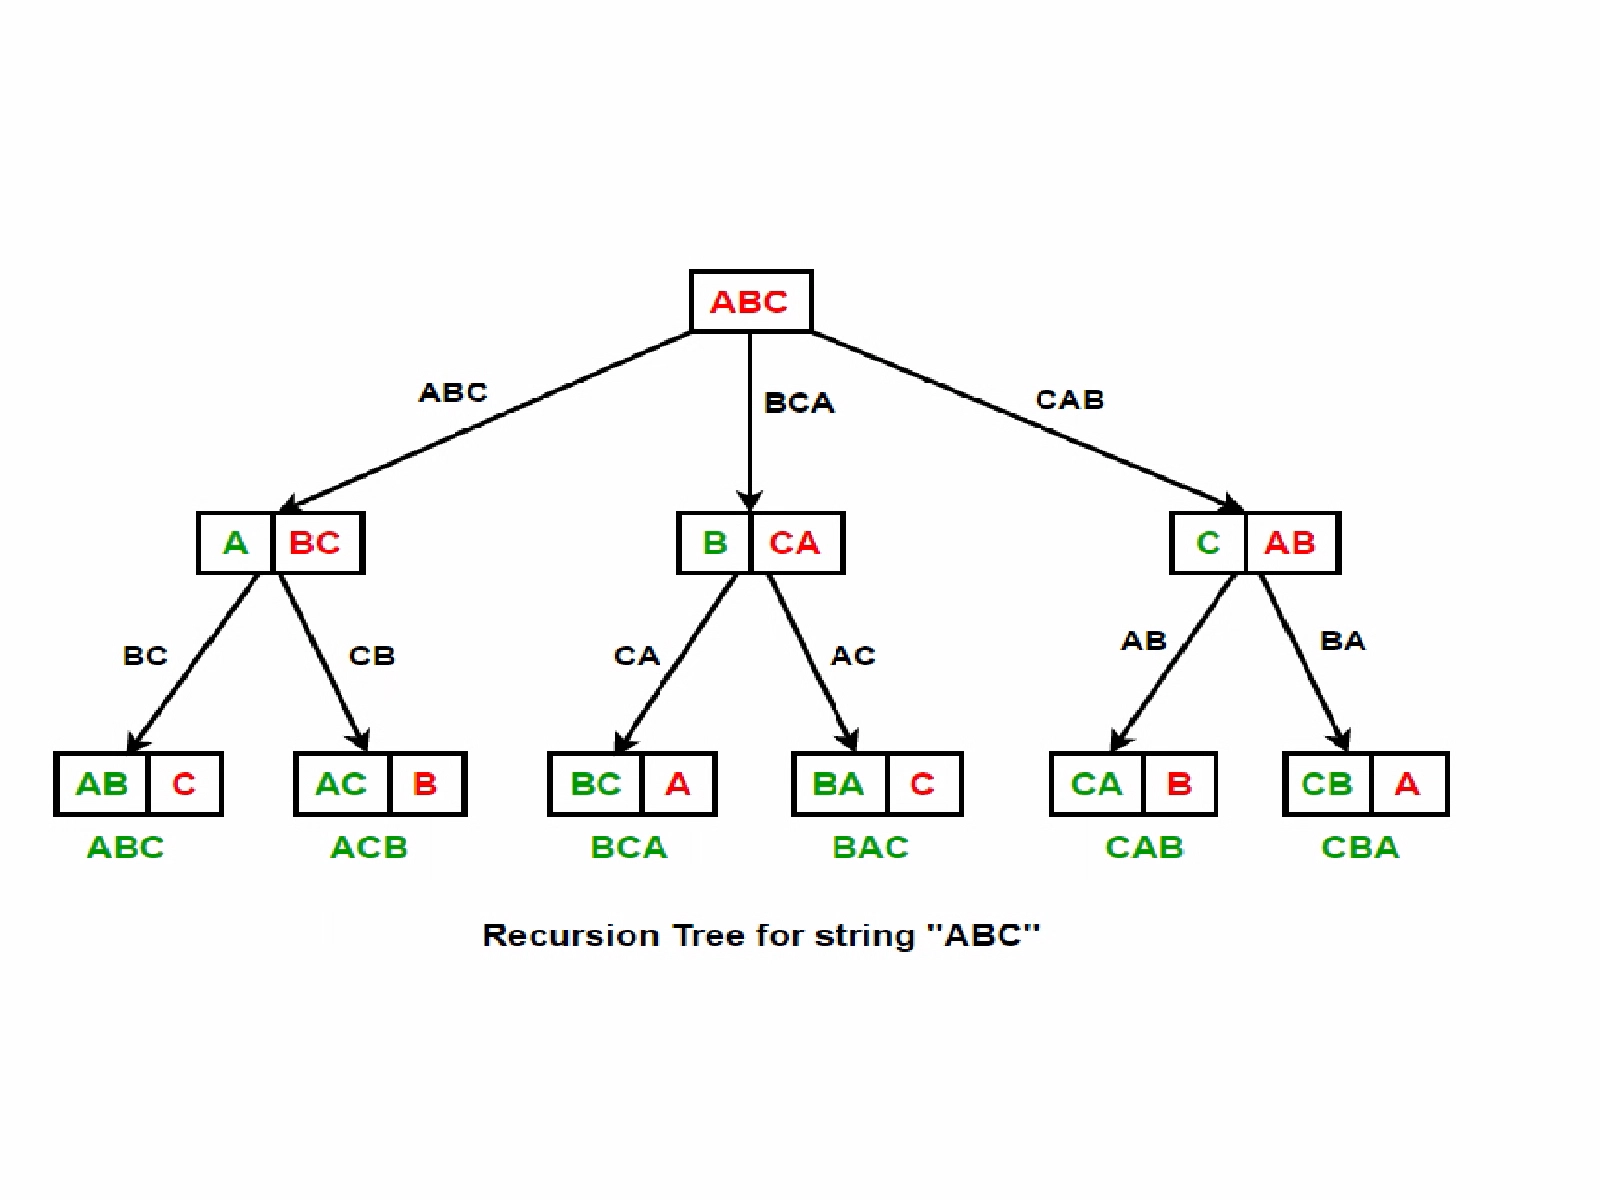 ABC
ABC BCA CAB
A BC B CA C AB
BC CB CA AC AB BA
AB C AC B BC A BA C CA B CB A
ABC ACB BCA BAC CAB CBA
Recursion Tree for string "ABC"